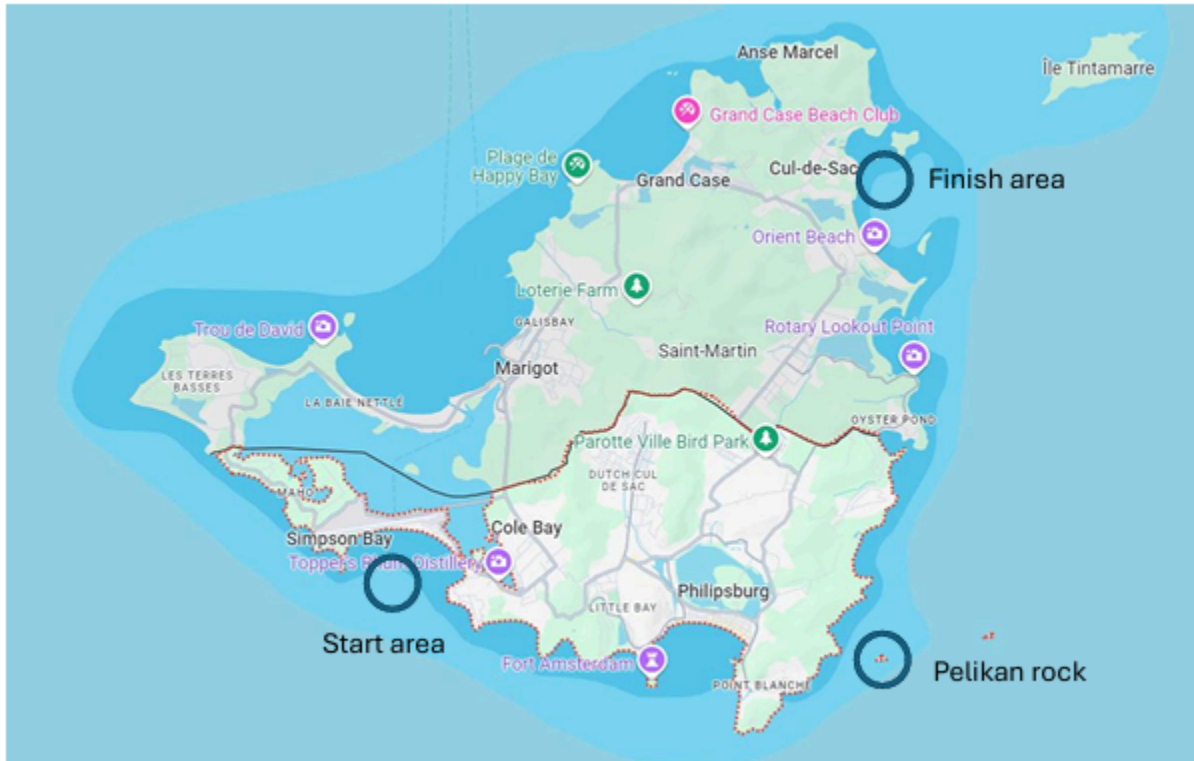 Anse Marcel
Île Tintamarre
Grand Case Beach Club
Plage de
Happy Bay
Cul-de-Sac
Grand Case
Finish area
Orient Beach
Loterie Farm
GALISBAY
Trou de David
Rotary Lookout Point
Saint-Martin
Marigot
LES TERRES
BASSES
LA BAIE NETTLÉ
OYSTER POND
Parotte Ville Bird Park
DUTCH CUL
DE SAC
MAHO
Cole Bay
Simpson Bay
Topper's Rhum Distillery
Philipsburg
LITTLE BAY
Start area
Fort Amsterdam
Pelikan rock
POINT BLANCHE